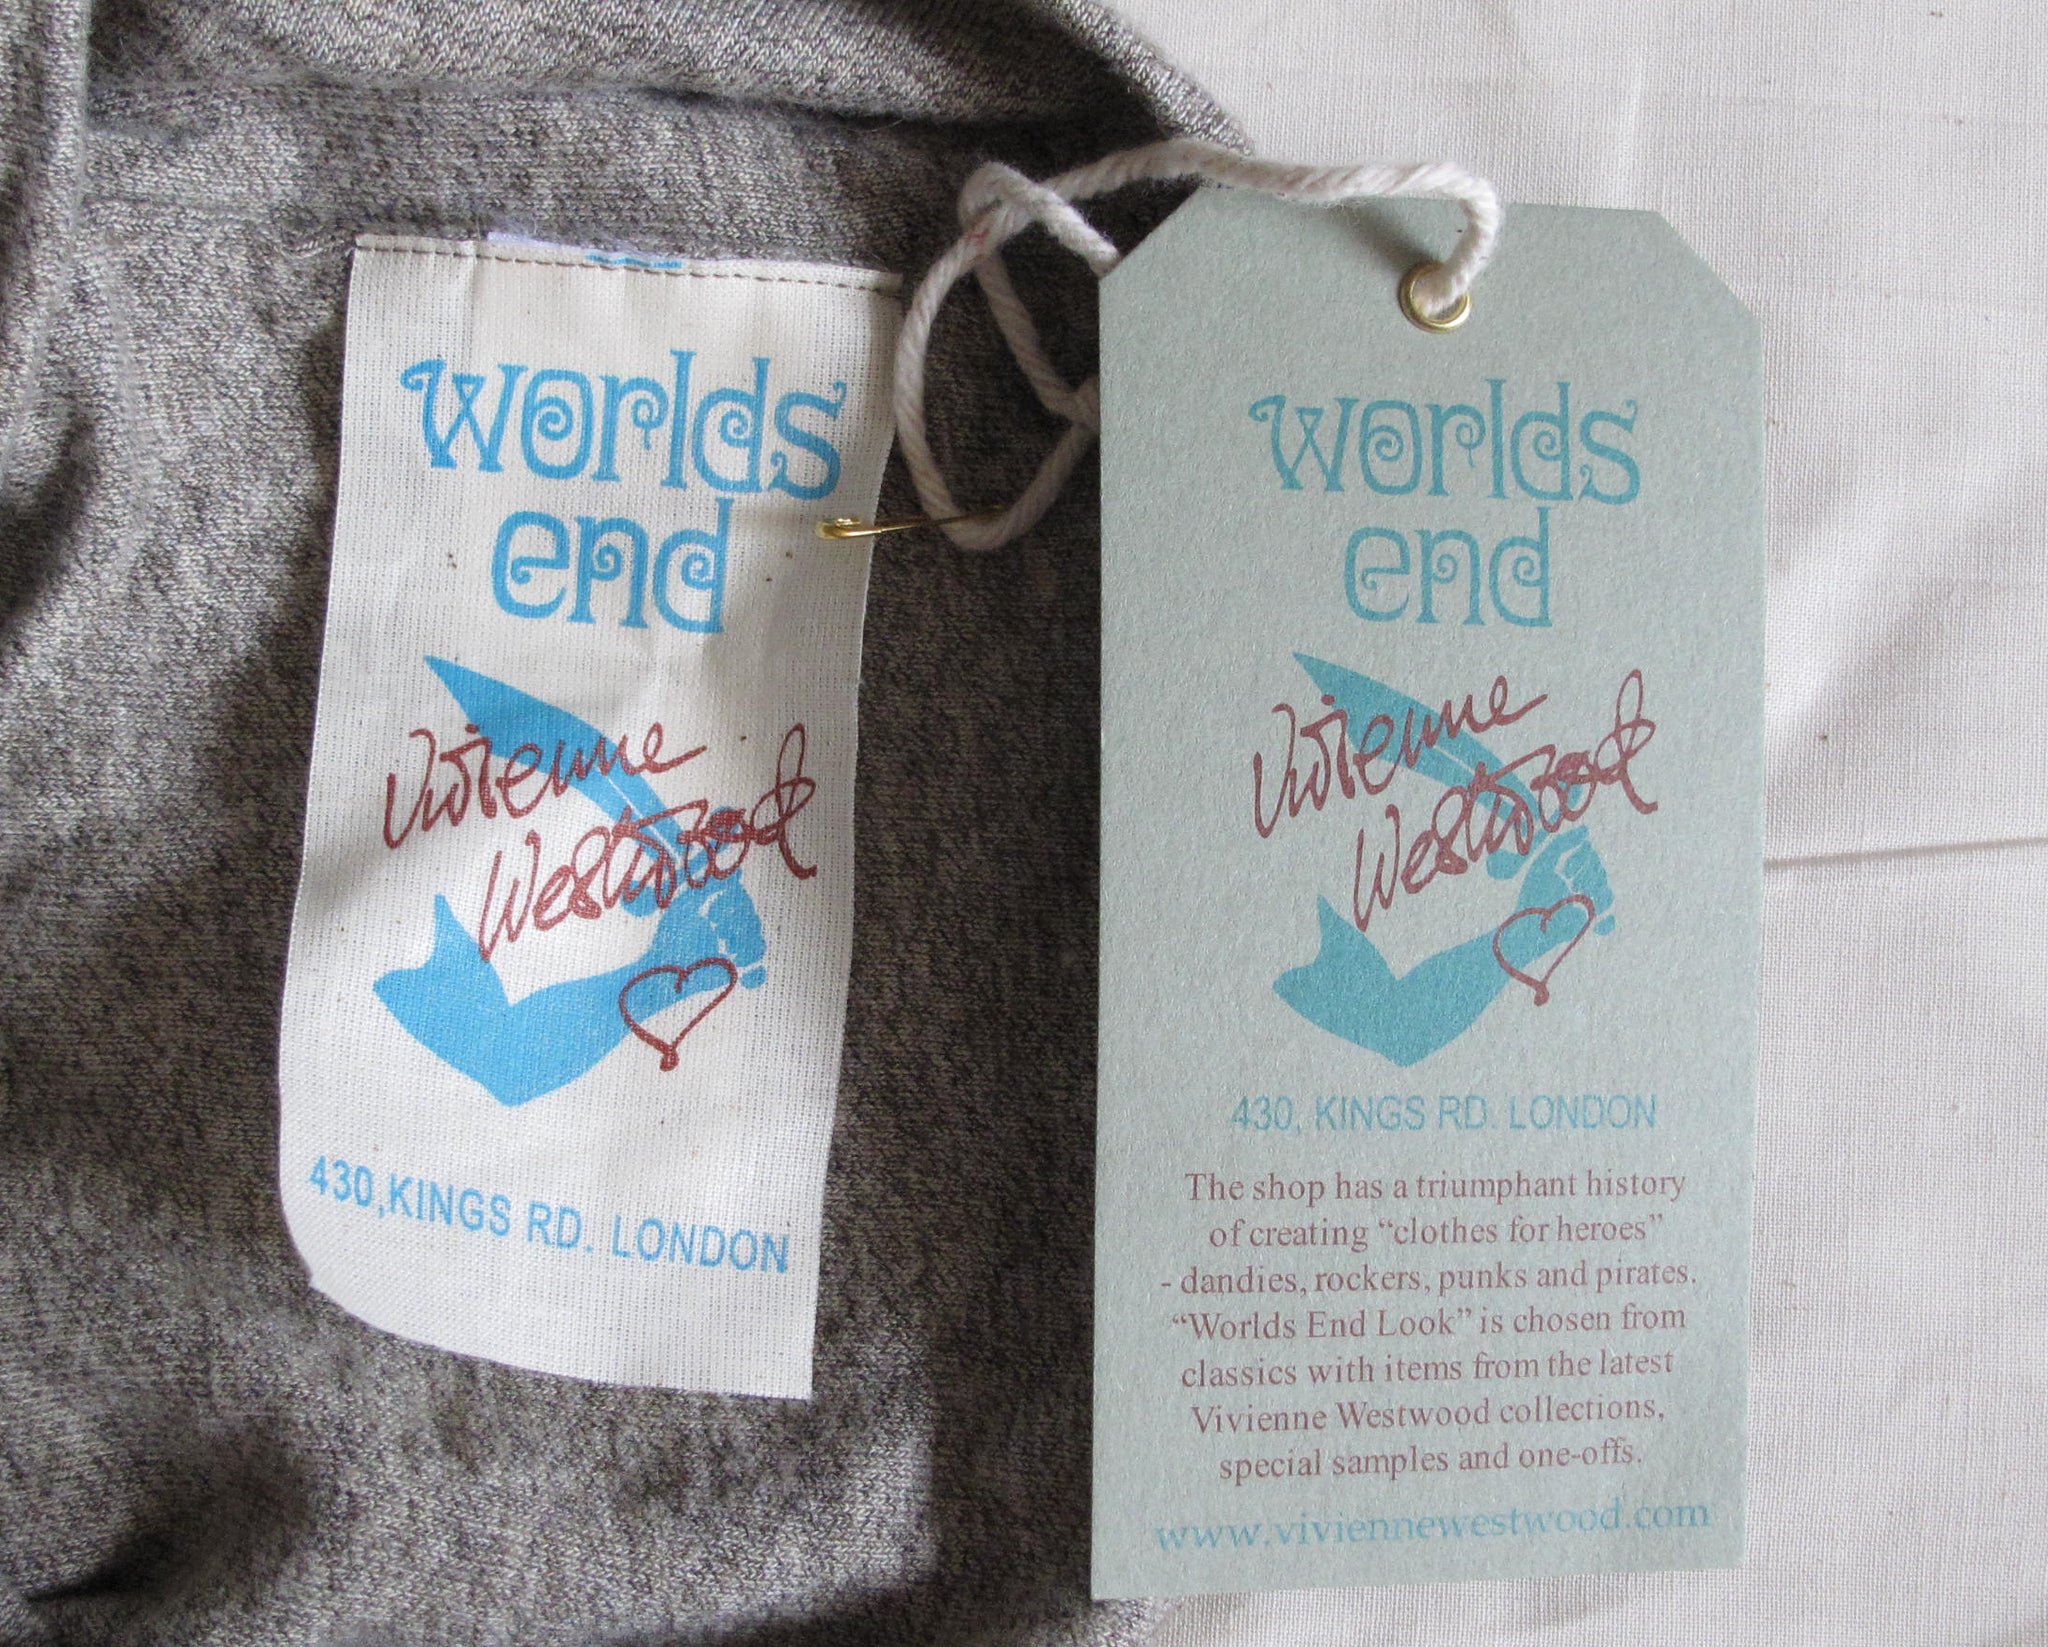 worlds
end
Vivienne
Westwood
430,KINGS RD. LONDON
worlds
end
Vivienne
Westwood
430, KINGS RD. LONDON
The shop has a triumphant history
of creating “clothes for heroes”
- dandies, rockers, punks and pirates.
“Worlds End Look” is chosen from
classics with items from the latest
Vivienne Westwood collections,
special samples and one-offs.
www.viviennewestwood.com